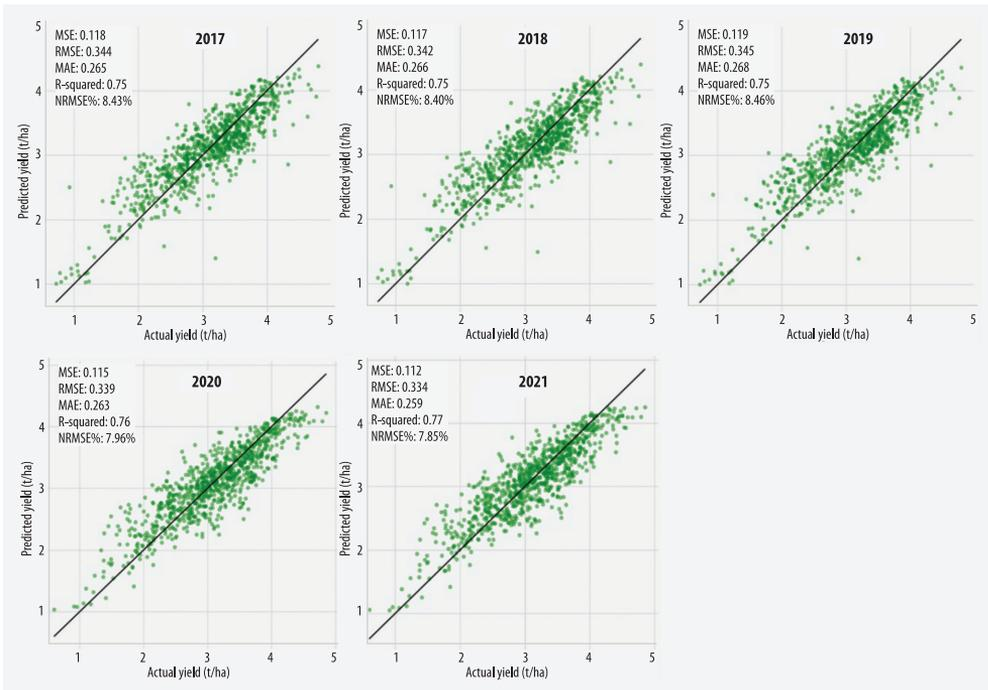 2017
MSE: 0.118
RMSE: 0.344
MAE: 0.265
R-squared: 0.75
NRMSE%: 8.43%
Predicted yield (t/ha)
5
4
3
2
1
1 2 3 4 5
Actual yield (t/ha)
2018
MSE: 0.117
RMSE: 0.342
MAE: 0.266
R-squared: 0.75
NRMSE%: 8.40%
Predicted yield (t/ha)
5
4
3
2
1
1 2 3 4 5
Actual yield (t/ha)
2019
MSE: 0.119
RMSE: 0.345
MAE: 0.268
R-squared: 0.75
NRMSE%: 8.46%
Predicted yield (t/ha)
5
4
3
2
1
1 2 3 4 5
Actual yield (t/ha)
2020
MSE: 0.115
RMSE: 0.339
MAE: 0.263
R-squared: 0.76
NRMSE%: 7.96%
Predicted yield (t/ha)
5
4
3
2
1
1 2 3 4 5
Actual yield (t/ha)
2021
MSE: 0.112
RMSE: 0.334
MAE: 0.259
R-squared: 0.77
NRMSE%: 7.85%
Predicted yield (t/ha)
5
4
3
2
1
1 2 3 4 5
Actual yield (t/ha)